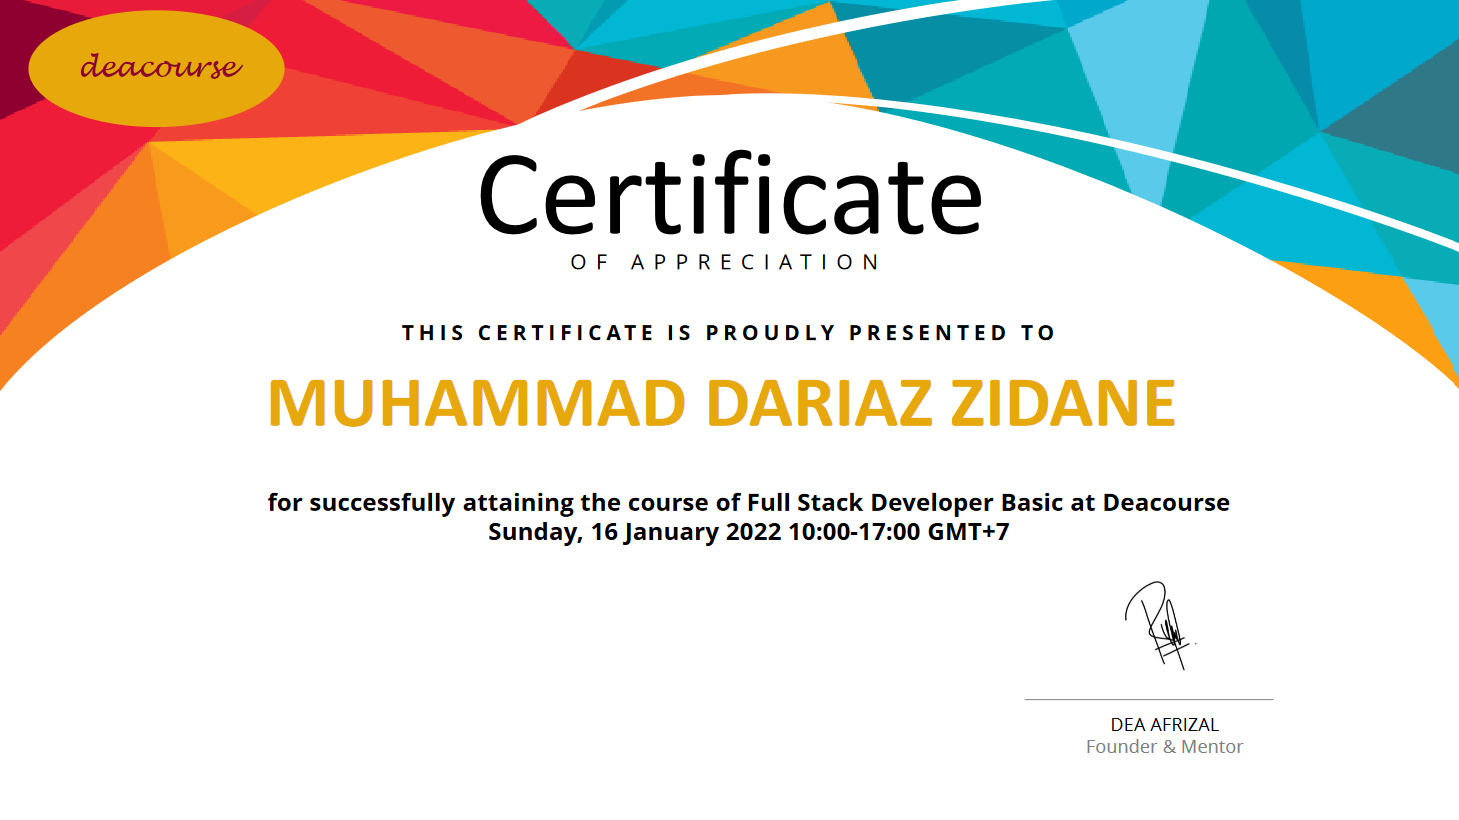 deacourse
Certificate
OF APPRECIATION
THIS CERTIFICATE IS PROUDLY PRESENTED TO
MUHAMMAD DARIAZ ZIDANE
for successfully attaining the course of Full Stack Developer Basic at Deacourse
Sunday, 16 January 2022 10:00-17:00 GMT+7
DEA AFRIZAL
Founder & Mentor